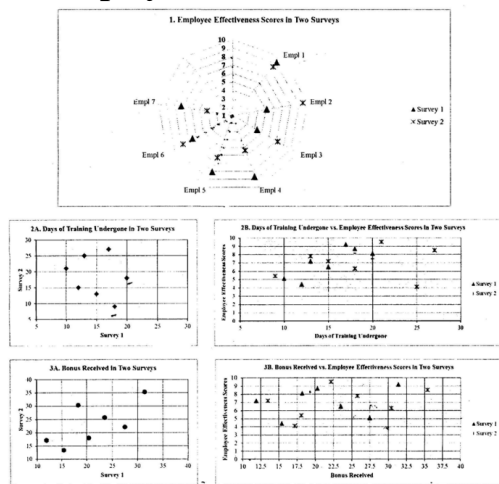 1. Employee Effectiveness Scores in Two Surveys
10
9
8
7
6
5
4
3
2
1
Empl 1
Empl 2
Empl 3
Empl 4
Empl 5
Empl 6
Empl 7
Survey 1
Survey 2
2A. Days of Training Undergone in Two Surveys
Survey 2
30
25
20
15
10
5
5 10 15 20 25 30
Survey 1
2B. Days of Training Undergone vs. Employee Effectiveness Scores in Two Surveys
Employee Effectiveness Scores
10
9
8
7
6
5
4
3
2
1
0
5 10 15 20 25 30
Days of Training Undergone
Survey 1
Survey 2
3A. Bonus Received in Two Surveys
Survey 2
40
35
30
25
20
15
10
10 15 20 25 30 35 40
Survey 1
3B. Bonus Received vs. Employee Effectiveness Scores in Two Surveys
Employee Effectiveness Scores
10
9
8
7
6
5
4
3
2
1
0
10 12.5 15 17.5 20 22.5 25 27.5 30 32.5 35 37.5 40
Bonus Received
Survey 1
Survey 2